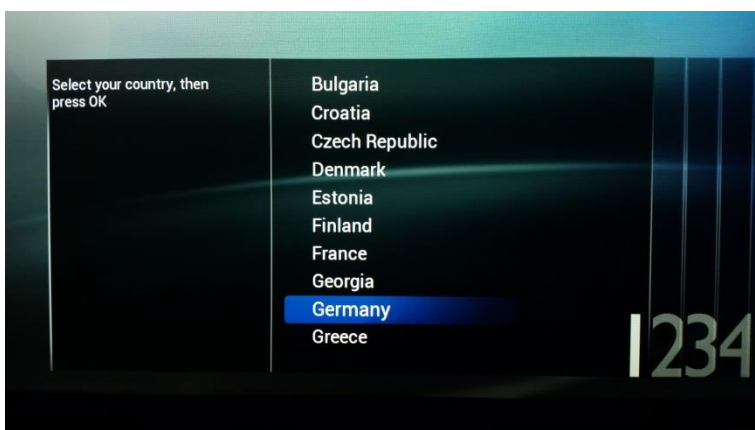 Select your country, then
press OK
Bulgaria
Croatia
Czech Republic
Denmark
Estonia
Finland
France
Georgia
Germany
Greece
1234